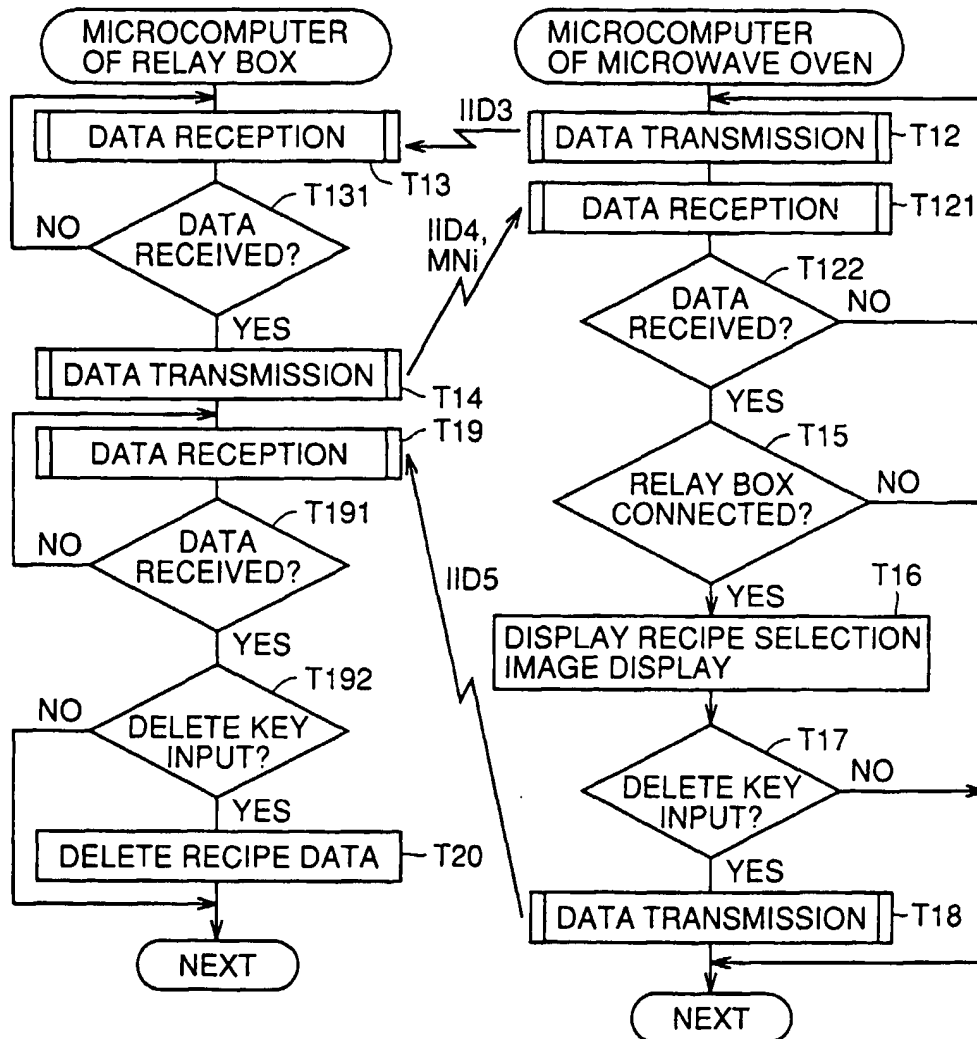 MICROCOMPUTER
OF RELAY BOX
DATA RECEPTION
T13
T131
NO
DATA
RECEIVED?
YES
DATA TRANSMISSION
T14
DATA RECEPTION
T19
T191
NO
DATA
RECEIVED?
YES
T192
NO
DELETE KEY
INPUT?
YES
DELETE RECIPE DATA
T20
NEXT
IID3
IID4,
MNi
IID5
MICROCOMPUTER
OF MICROWAVE OVEN
DATA TRANSMISSION
T12
DATA RECEPTION
T121
T122
DATA
RECEIVED?
NO
YES
T15
RELAY BOX
CONNECTED?
NO
YES
T16
DISPLAY RECIPE SELECTION
IMAGE DISPLAY
T17
DELETE KEY
INPUT?
NO
YES
DATA TRANSMISSION
T18
NEXT